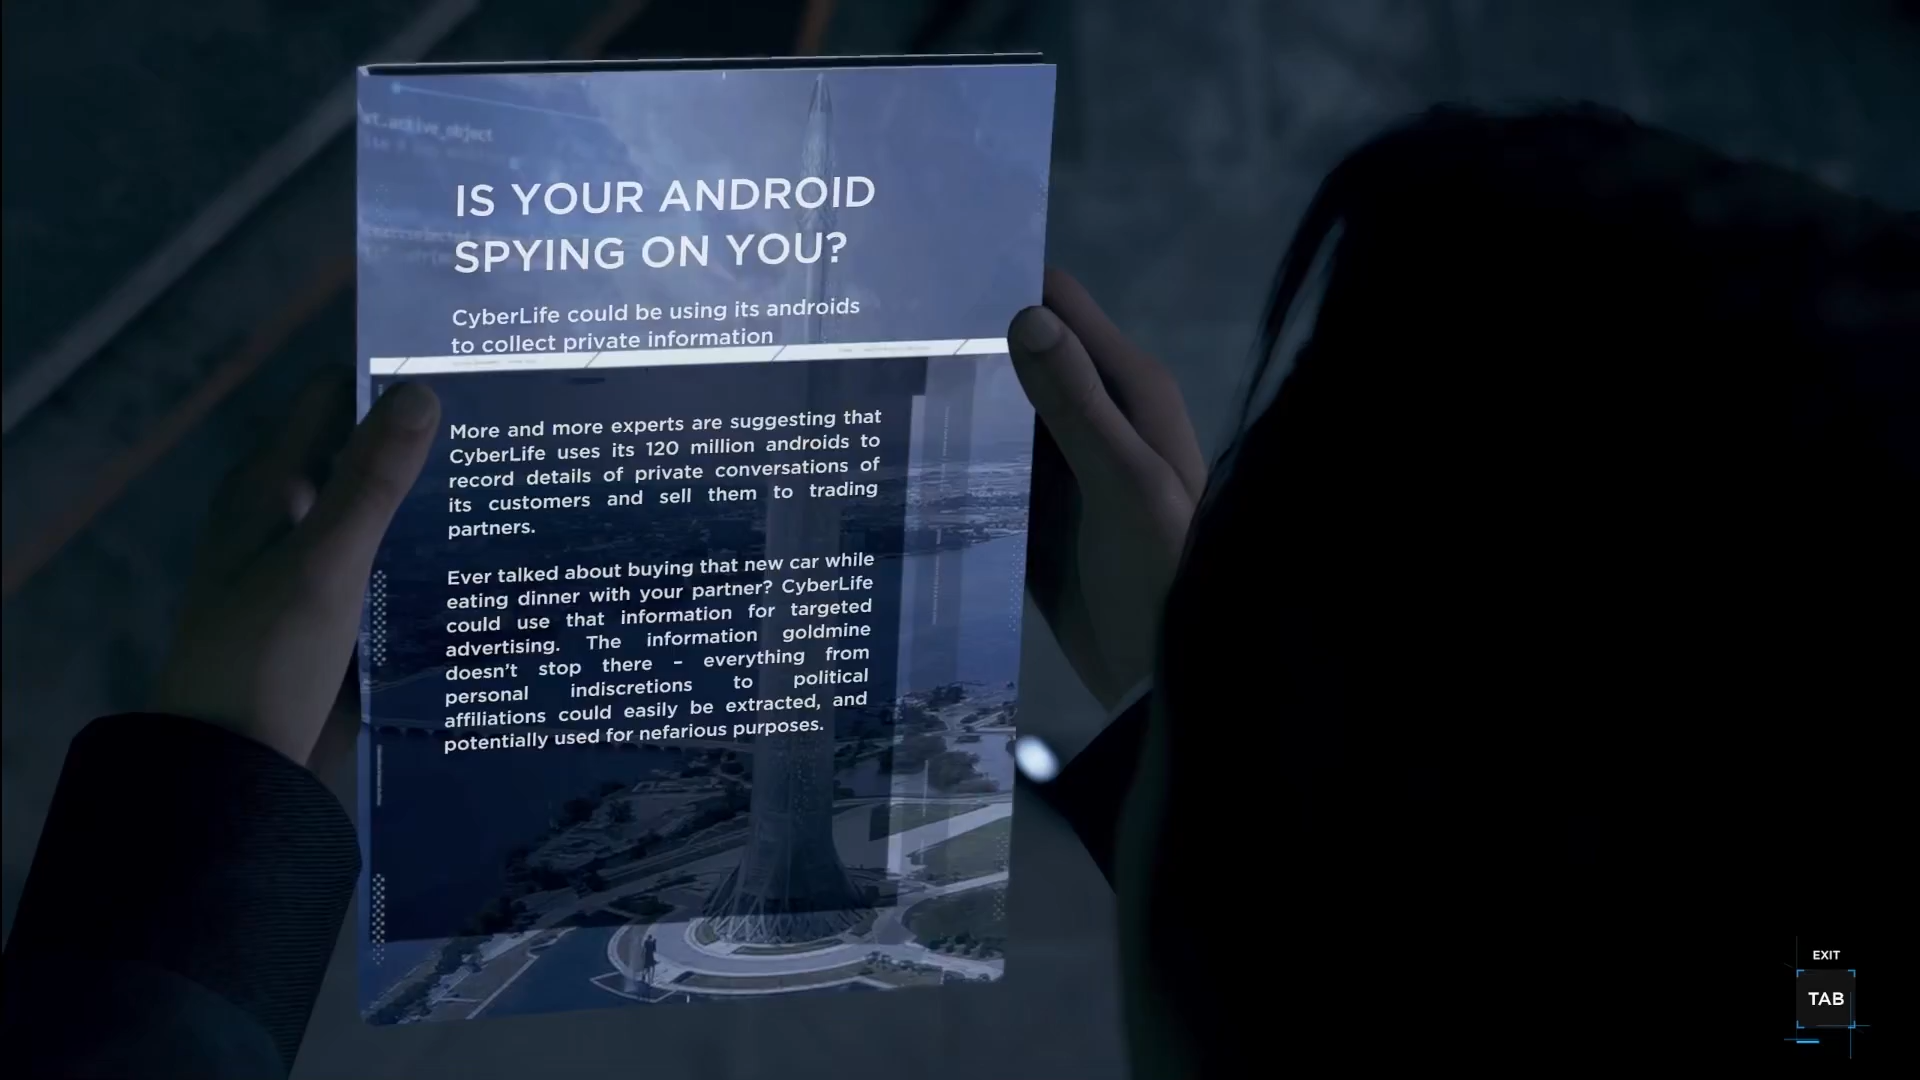 IS YOUR ANDROID
SPYING ON YOU?
CyberLife could be using its androids
to collect private information
More and more experts are suggesting that
CyberLife uses its 120 million androids to
record details of private conversations of
its customers and sell them to trading
partners.
Ever talked about buying that new car while
eating dinner with your partner? CyberLife
could use that information for targeted
advertising. The information goldmine
doesn't stop there – everything from
personal indiscretions to political
affiliations could easily be extracted, and
potentially used for nefarious purposes.
EXIT
TAB